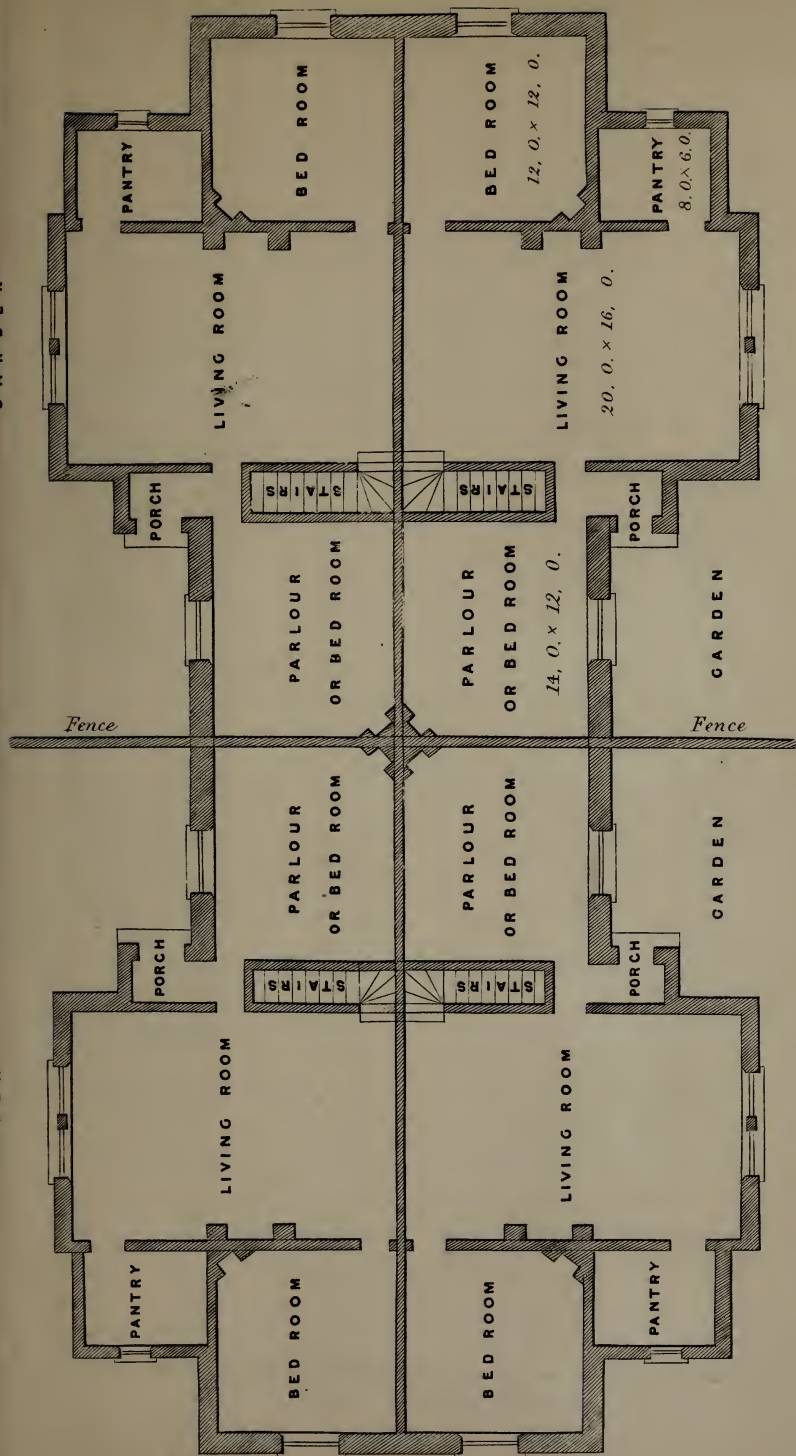 Fence
PANTRY
PORCH
PORCH
PANTRY
LIVING ROOM
LIVING ROOM
BED ROOM
STAIRS
PARLOUR
OR BED ROOM
PARLOUR
OR BED ROOM
STAIRS
BED ROOM
BED ROOM
STAIRS
PARLOUR
OR BED ROOM
PARLOUR
OR BED ROOM
14, 0. × 12, 0.
STAIRS
BED ROOM
12, 0. × 12, 0.
LIVING ROOM
LIVING ROOM
20, 0. × 16, 0.
PANTRY
PORCH
PORCH
PANTRY
8. 0. × 6. 0.
GARDEN
GARDEN
Fence